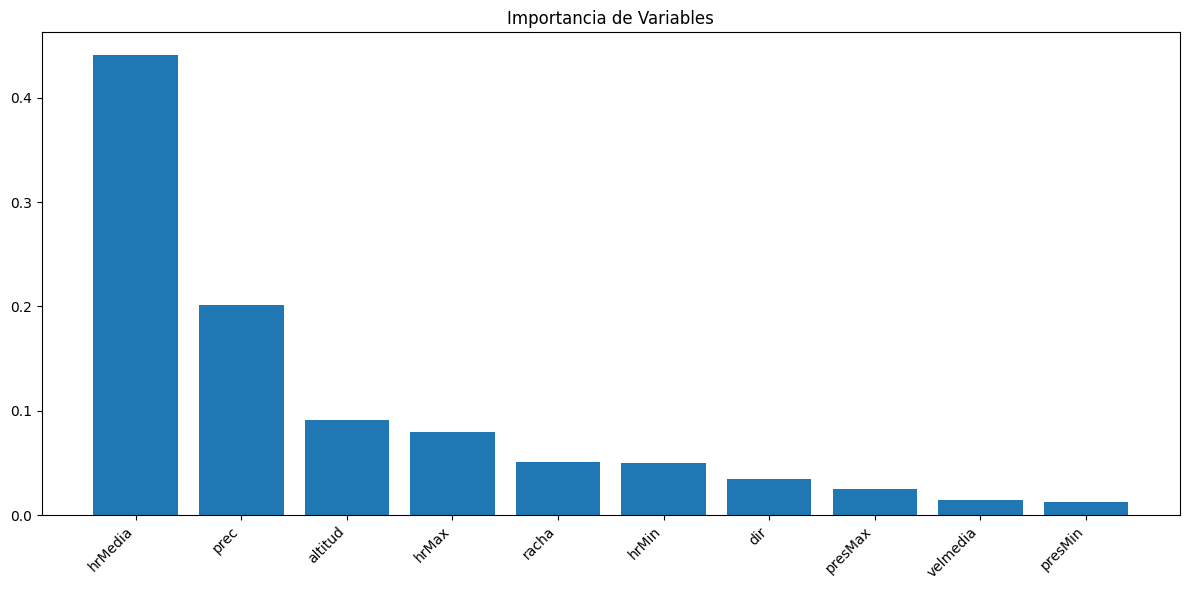 Importancia de Variables
0.4
0.3
0.2
0.1
0.0
hrMedia
prec
altitud
hrMax
racha
hrMin
dir
presMax
velmedia
presMin